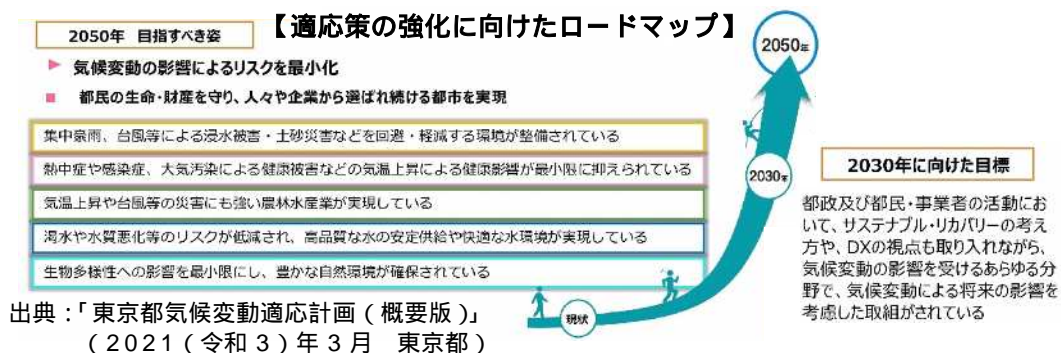 【適応策の強化に向けたロードマップ】
2050年 目指すべき姿
気候変動の影響によるリスクを最小化
都民の生命・財産を守り、人々や企業から選ばれ続ける都市を実現
集中豪雨、台風等による浸水被害・土砂災害などを回避・軽減する環境が整備されている
熱中症や感染症、大気汚染による健康被害などの気温上昇による健康影響が最小限に抑えられている
気温上昇や台風等の災害にも強い農林水産業が実現している
渇水や水質悪化等のリスクが低減され、高品質な水の安定供給や快適な水環境が実現している
生物多様性への影響を最小限にし、豊かな自然環境が確保されている
2050年
2030年
現状
2030年に向けた目標
都政及び都民・事業者の活動にお
いて、サステナブル・リカバリーの考え
方や、DXの視点も取り入れながら、
気候変動の影響を受けるあらゆる分
野で、気候変動による将来の影響を
考慮した取組がされている
出典:「東京都気候変動適応計画(概要版)」
(2021(令和3)年3月 東京都)